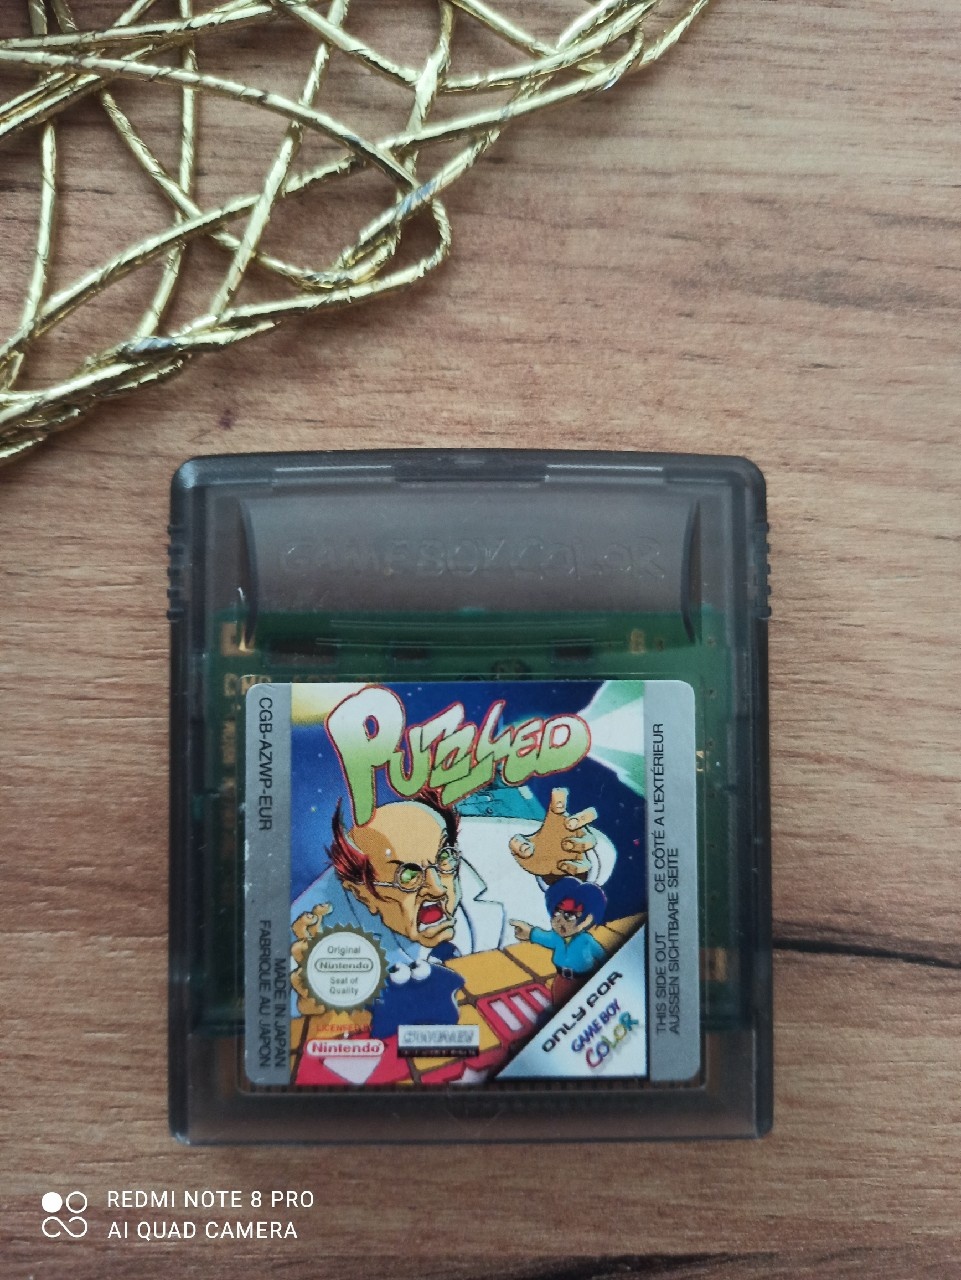 GAMEBOY COLOR
CGB-AZWP-EUR
PUZZLED
CE CÔTÉ A L'EXTÉRIEUR
THIS SIDE OUT
AUSSEN SICHTBARE SEITE
MADE IN JAPAN
FABRIQUÉ AU JAPON
Original
Nintendo
Seal of
Quality
LICENSED BY
Nintendo
ONLY FOR
GAME BOY
COLOR
REDMI NOTE 8 PRO
AI QUAD CAMERA